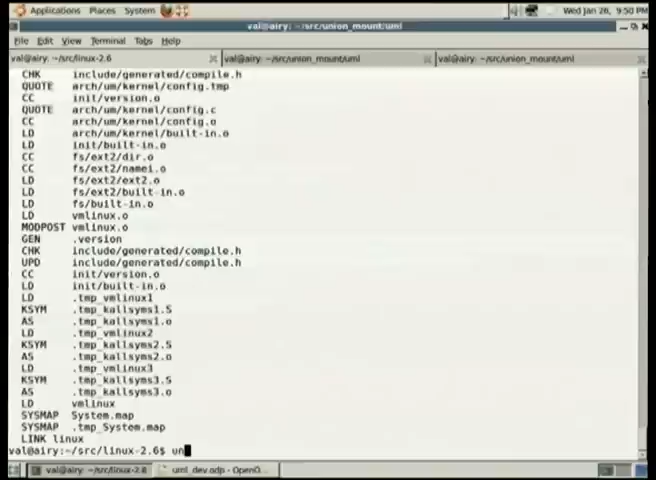 Applications Places System Wed Jan 26, 9:50 PM
val@airy: ~/src/union_mount/uml
File Edit View Terminal Tabs Help
val@airy: ~/src/linux-2.6 val@airy: ~/src/union_mount/uml val@airy: ~/src/union_mount/uml
CHK include/generated/compile.h
QUOTE arch/um/kernel/config.tmp
CC init/version.o
QUOTE arch/um/kernel/config.c
CC arch/um/kernel/config.o
LD arch/um/kernel/built-in.o
LD init/built-in.o
CC fs/ext2/dir.o
CC fs/ext2/namei.o
LD fs/ext2/ext2.o
LD fs/ext2/built-in.o
LD fs/built-in.o
LD vmlinux.o
MODPOST vmlinux.o
GEN .version
CHK include/generated/compile.h
UPD include/generated/compile.h
CC init/version.o
LD init/built-in.o
LD .tmp_vmlinux1
KSYM .tmp_kallsyms1.S
AS .tmp_kallsyms1.o
LD .tmp_vmlinux2
KSYM .tmp_kallsyms2.S
AS .tmp_kallsyms2.o
LD .tmp_vmlinux3
KSYM .tmp_kallsyms3.S
AS .tmp_kallsyms3.o
LD vmlinux
SYSMAP System.map
SYSMAP .tmp_System.map
LINK linux
val@airy:~/src/linux-2.6$ un
val@airy: ~/src/linux-2.6 uml_dev.odp - OpenO...